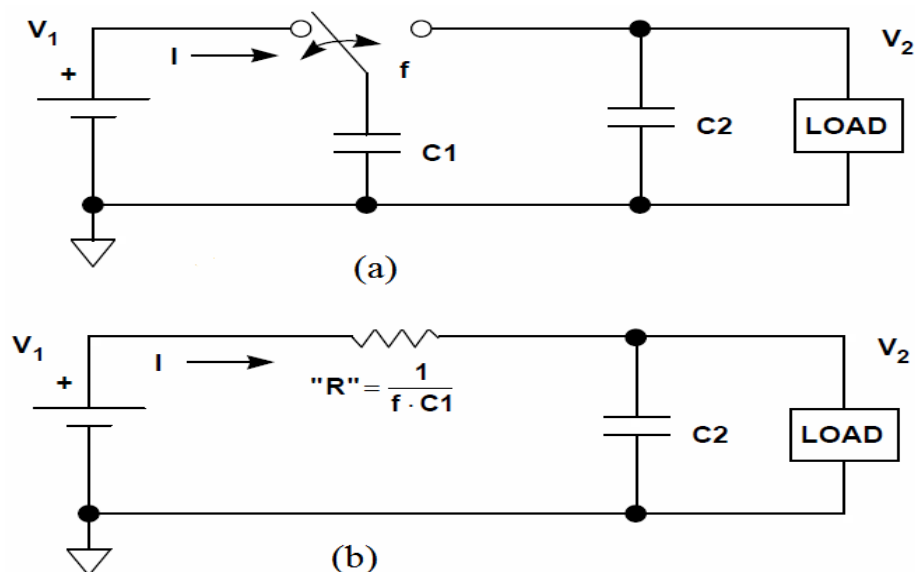 V1
I
+
f
C1
C2
V2
LOAD
(a)
V1
I
+
"R" = 1 / f · C1
C2
V2
LOAD
(b)